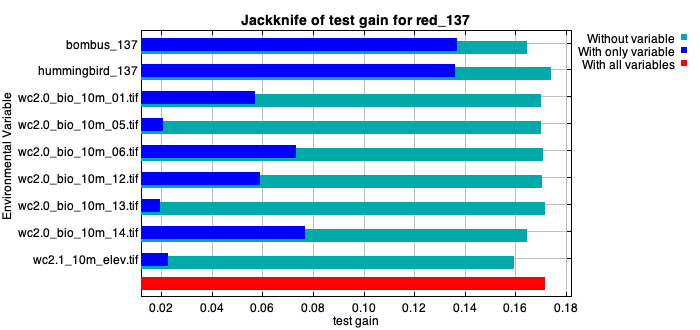 Jackknife of test gain for red_137
Environmental Variable
bombus_137
hummingbird_137
wc2.0_bio_10m_01.tif
wc2.0_bio_10m_05.tif
wc2.0_bio_10m_06.tif
wc2.0_bio_10m_12.tif
wc2.0_bio_10m_13.tif
wc2.0_bio_10m_14.tif
wc2.1_10m_elev.tif
0.02 0.04 0.06 0.08 0.10 0.12 0.14 0.16 0.18
test gain
Without variable
With only variable
With all variables